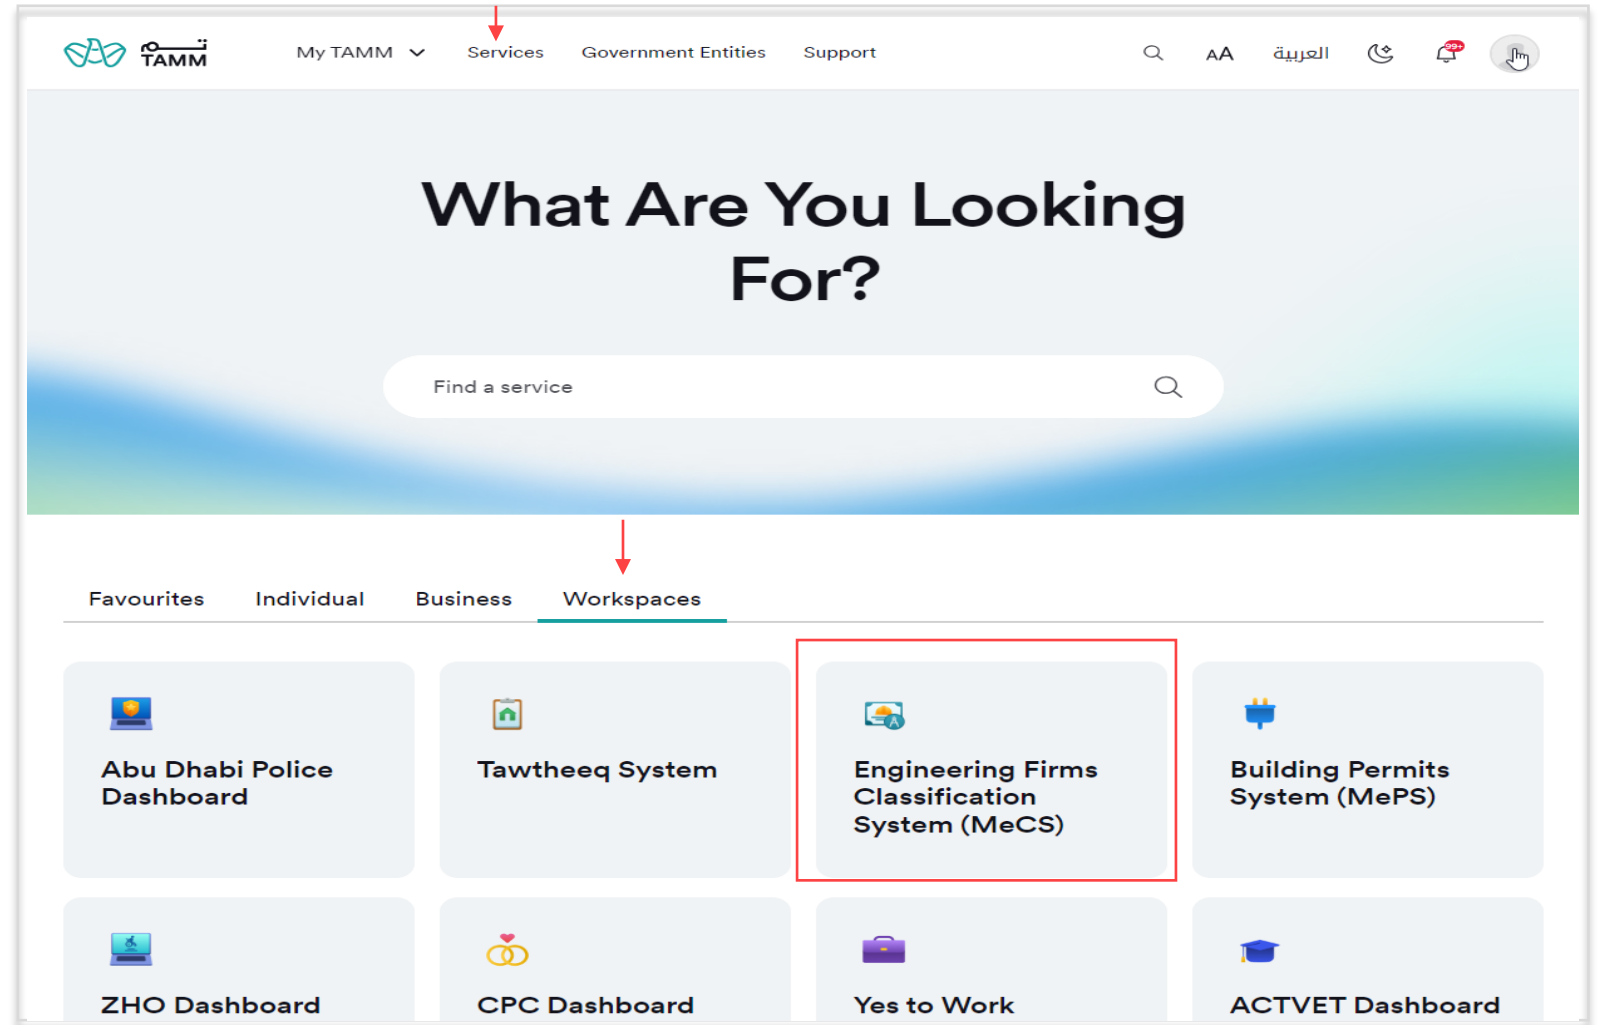 تـــم
TAMM
My TAMM
Services
Government Entities
Support
AA
العربية
99+
What Are You Looking
For?
Find a service
Favourites
Individual
Business
Workspaces
Abu Dhabi Police
Dashboard
Tawtheeq System
Engineering Firms
Classification
System (MeCS)
A
Building Permits
System (MePS)
ZHO Dashboard
CPC Dashboard
Yes to Work
ACTVET Dashboard